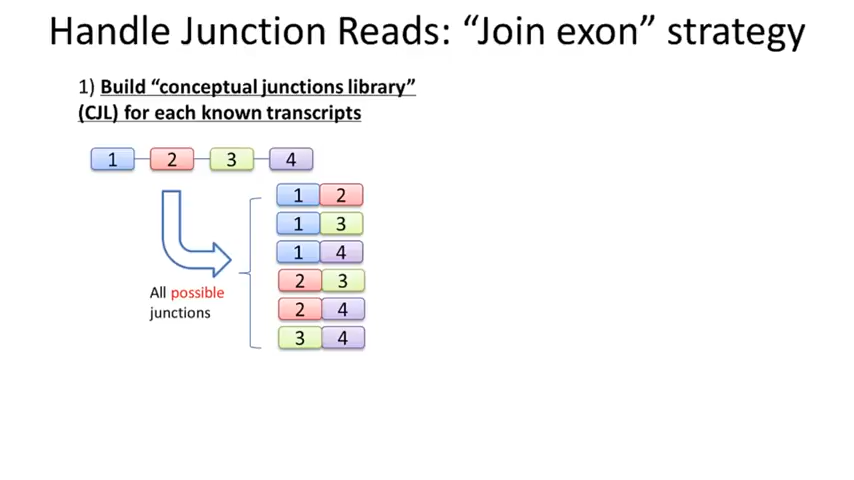 Handle Junction Reads: “Join exon” strategy
1) Build “conceptual junctions library”
(CJL) for each known transcripts
1 2 3 4
1 2
1 3
1 4
2 3
2 4
3 4
All possible
junctions